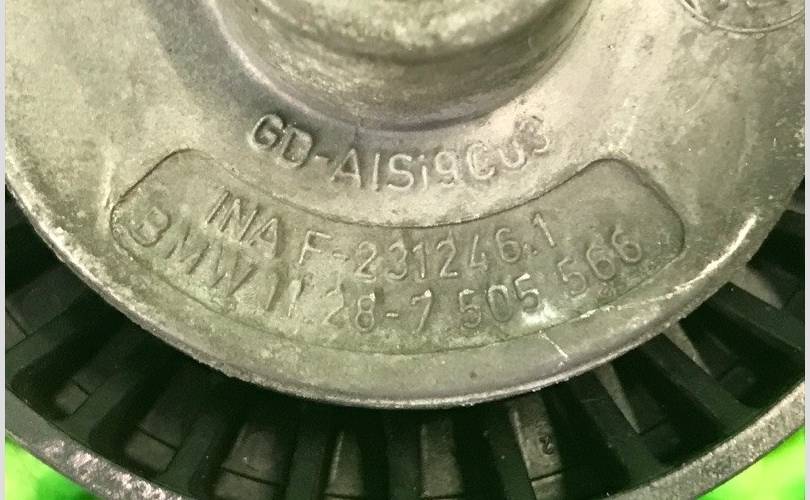 GD-AlSi9Cu3
INA F-231246.1
BMW 11.28-7 505 566